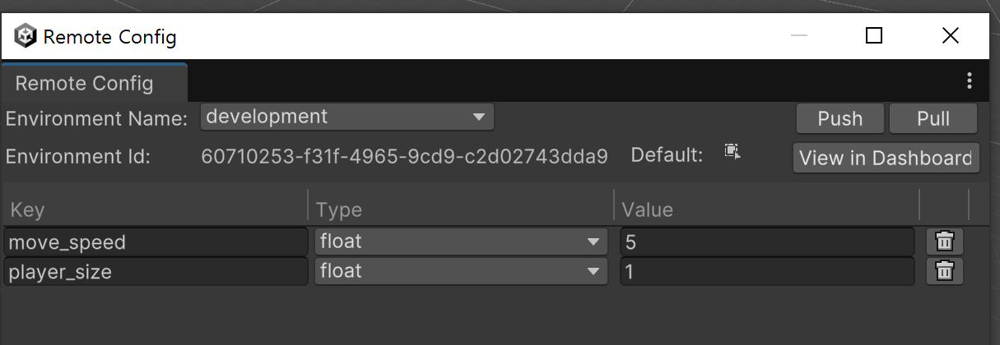 Remote Config
Remote Config
Environment Name: development Push Pull
Environment Id: 60710253-f31f-4965-9cd9-c2d02743dda9 Default: View in Dashboard
Key Type Value
move_speed float 5
player_size float 1